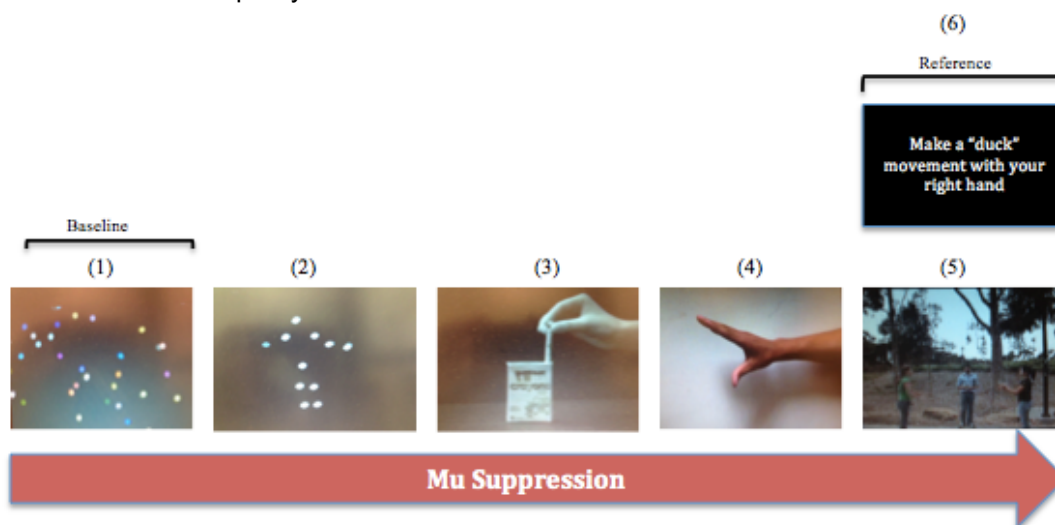 (6)
Reference
Make a “duck”
movement with your
right hand
Baseline
(1) (2) (3) (4) (5)
Mu Suppression